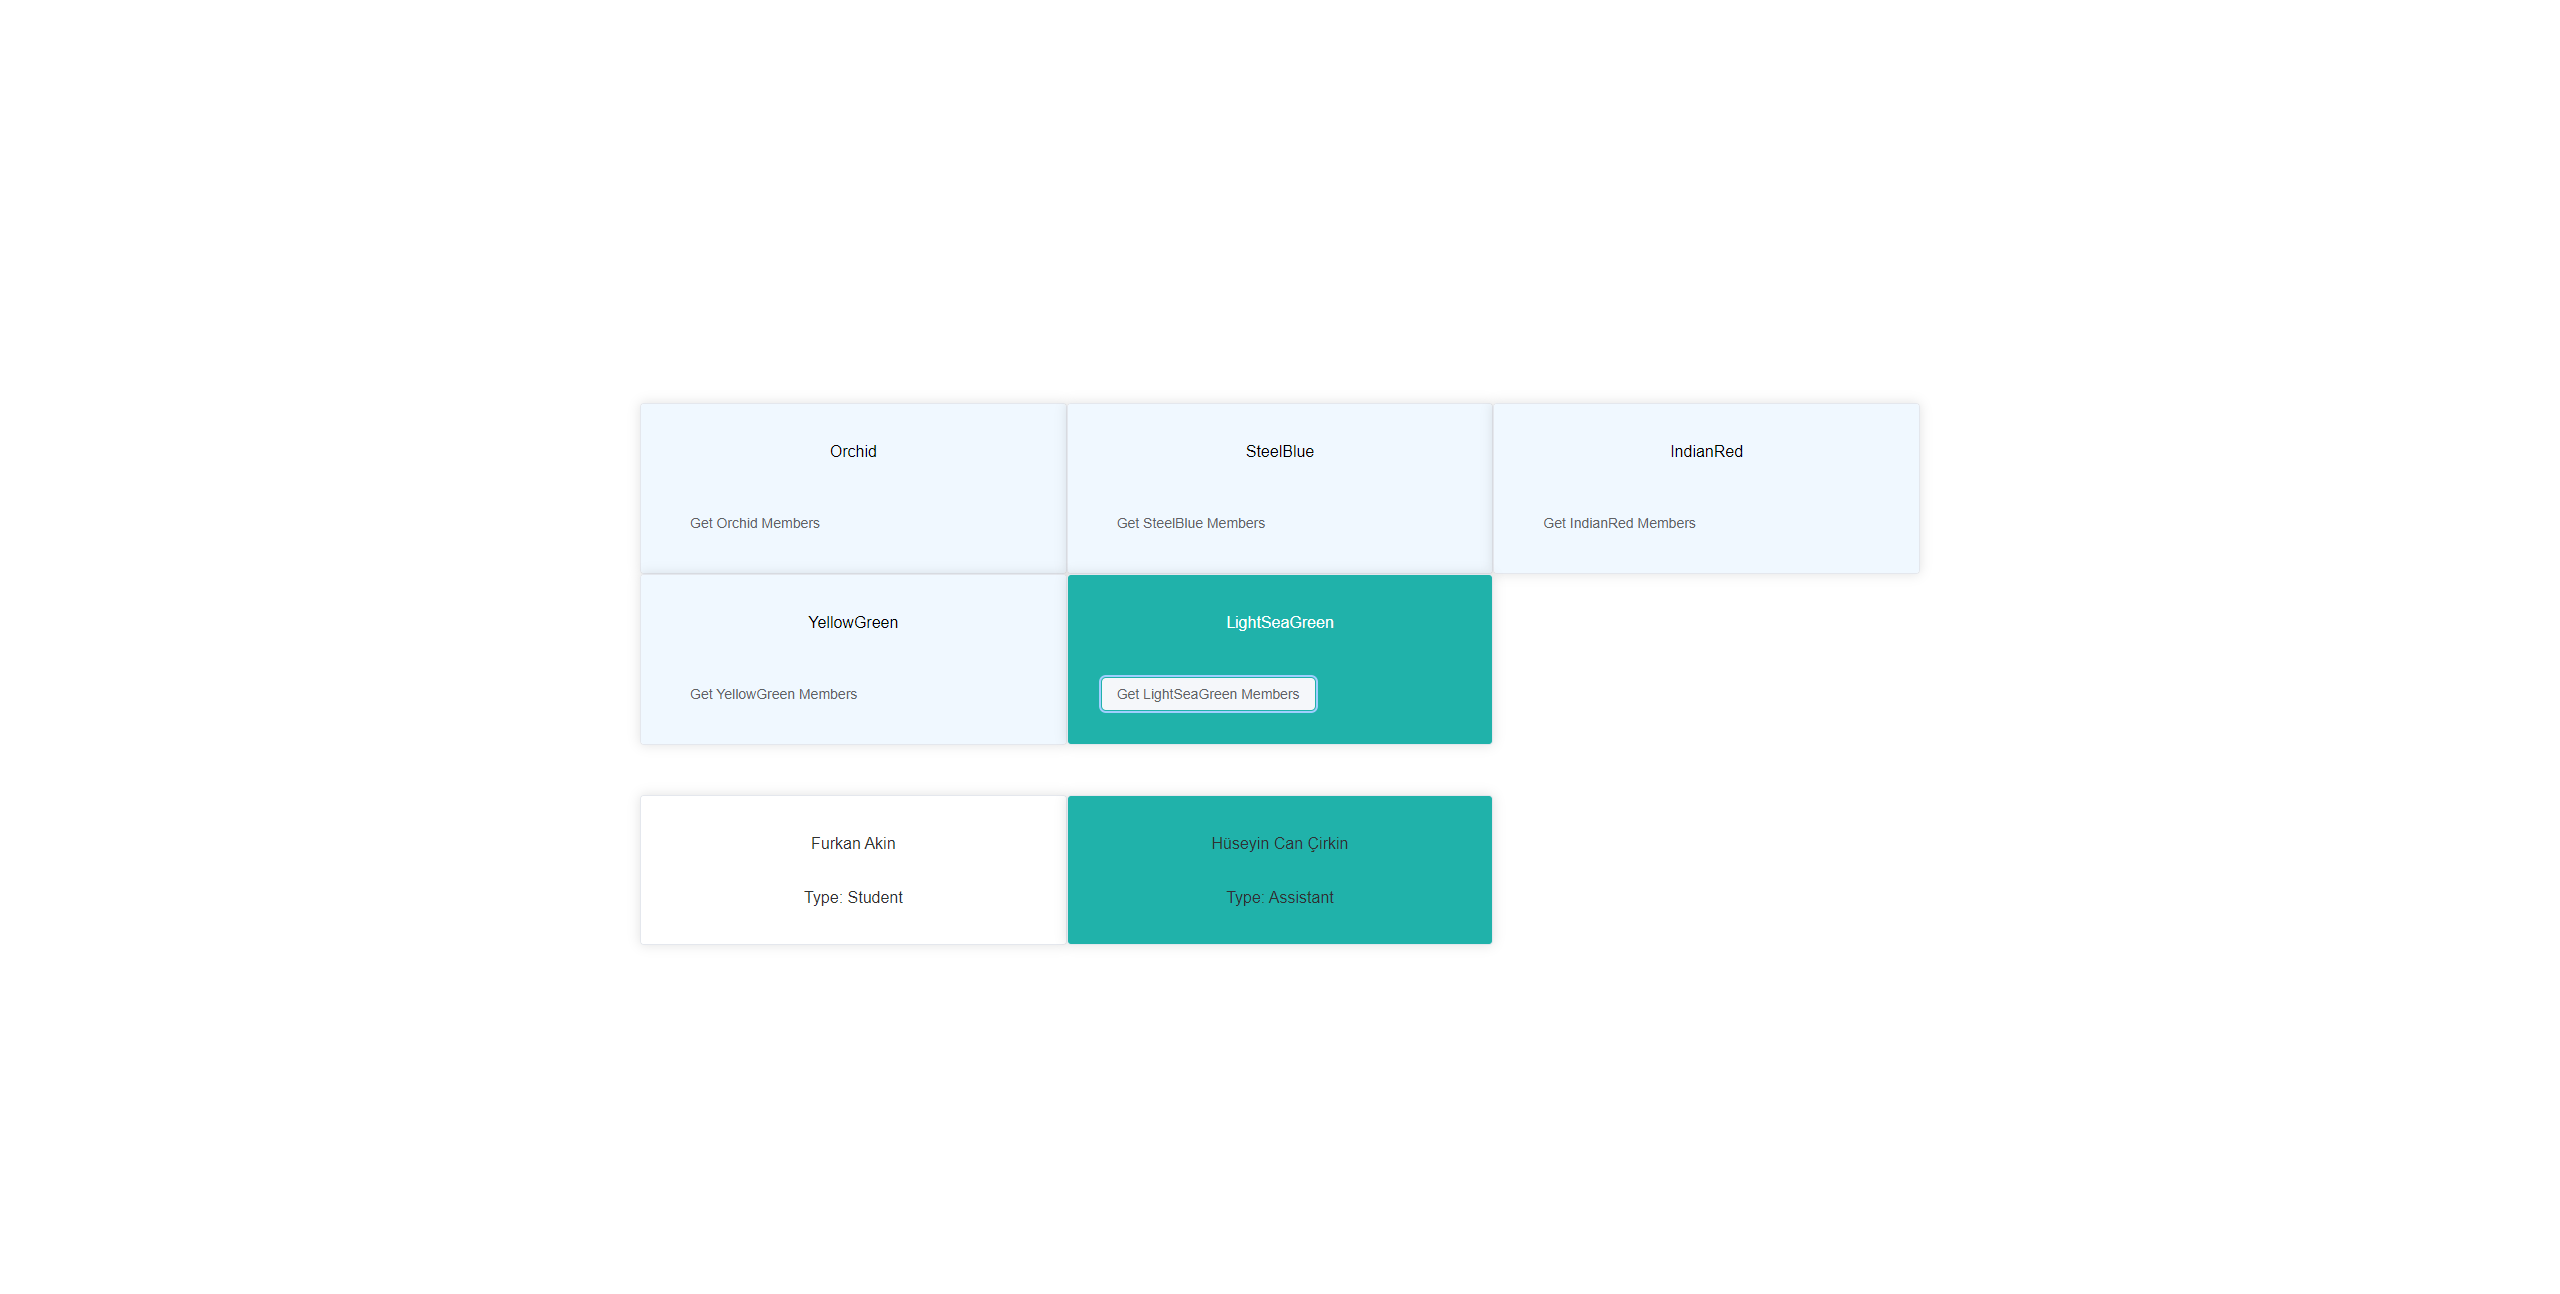 Orchid
SteelBlue
IndianRed
Get Orchid Members
Get SteelBlue Members
Get IndianRed Members
YellowGreen
LightSeaGreen
Get YellowGreen Members
Get LightSeaGreen Members
Furkan Akin
Hüseyin Can Çirkin
Type: Student
Type: Assistant